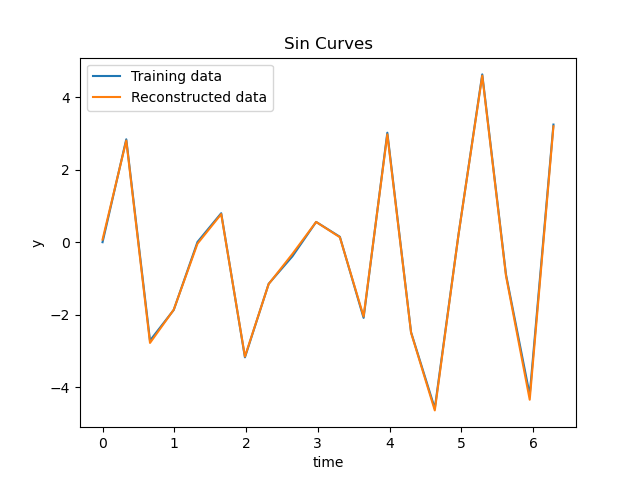 Sin Curves
Training data
Reconstructed data
4
2
0
−2
−4
y
0 1 2 3 4 5 6
time